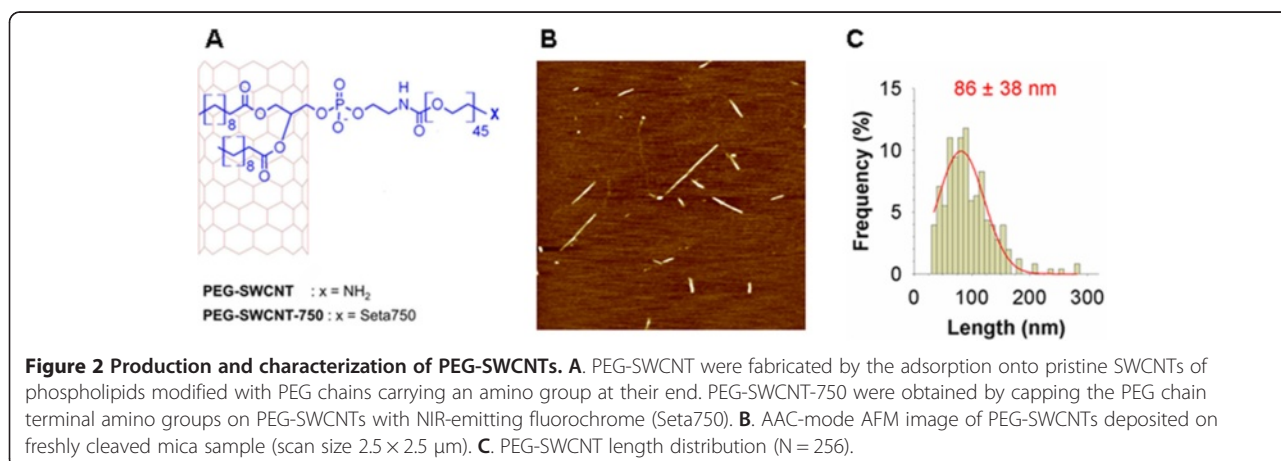 A
B
C
O
O
P
O
O
O⁻
H
N
O
O
45
X
8
8
O
O
PEG-SWCNT : x = NH₂
PEG-SWCNT-750 : x = Seta750
86 ± 38 nm
Frequency (%)
15
10
5
0
0 100 200 300
Length (nm)
Figure 2 Production and characterization of PEG-SWCNTs. A. PEG-SWCNT were fabricated by the adsorption onto pristine SWCNTs of
phospholipids modified with PEG chains carrying an amino group at their end. PEG-SWCNT-750 were obtained by capping the PEG chain
terminal amino groups on PEG-SWCNTs with NIR-emitting fluorochrome (Seta750). B. AAC-mode AFM image of PEG-SWCNTs deposited on
freshly cleaved mica sample (scan size 2.5 × 2.5 μm). C. PEG-SWCNT length distribution (N = 256).